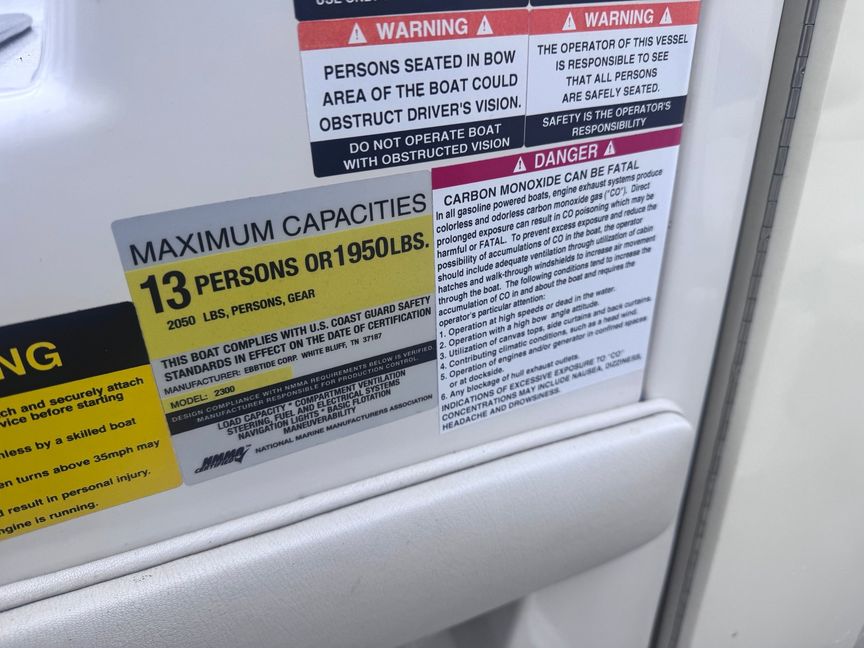 USE ONLY
⚠ WARNING ⚠
PERSONS SEATED IN BOW
AREA OF THE BOAT COULD
OBSTRUCT DRIVER'S VISION.
DO NOT OPERATE BOAT
WITH OBSTRUCTED VISION
⚠ WARNING ⚠
THE OPERATOR OF THIS VESSEL
IS RESPONSIBLE TO SEE
THAT ALL PERSONS
ARE SAFELY SEATED.
SAFETY IS THE OPERATOR'S
RESPONSIBILITY
⚠ DANGER ⚠
CARBON MONOXIDE CAN BE FATAL
In all gasoline powered boats, engine exhaust systems produce
colorless and odorless carbon monoxide gas ("CO"). Direct
prolonged exposure can result in CO poisoning which may be
harmful or FATAL. To prevent excess exposure and reduce the
possibility of accumulations of CO in the boat, the operator
should include adequate ventilation through utilization of cabin
hatches and walk-through windshields to increase air movement
through the boat. The following conditions tend to increase the
accumulation of CO in and about the boat and requires the
operator's particular attention:
1. Operation at high speeds or dead in the water.
2. Operation with a high bow angle attitude.
3. Utilization of canvas tops, side curtains and back curtains.
4. Contributing climatic conditions, such as a head wind.
5. Operation of engines and/or generator in confined spaces
or at dockside.
6. Any blockage of hull exhaust outlets.
INDICATIONS OF EXCESSIVE EXPOSURE TO "CO"
CONCENTRATIONS MAY INCLUDE NAUSEA, DIZZINESS,
HEADACHE AND DROWSINESS.
MAXIMUM CAPACITIES
13 PERSONS OR 1950 LBS.
2050 LBS, PERSONS, GEAR
THIS BOAT COMPLIES WITH U.S. COAST GUARD SAFETY
STANDARDS IN EFFECT ON THE DATE OF CERTIFICATION
MANUFACTURER: EBBTIDE CORP. WHITE BLUFF, TN 37187
MODEL: 2300
DESIGN COMPLIANCE WITH NMMA REQUIREMENTS BELOW IS VERIFIED
MANUFACTURER RESPONSIBLE FOR PRODUCTION CONTROL
LOAD CAPACITY * COMPARTMENT VENTILATION
STEERING, FUEL AND ELECTRICAL SYSTEMS
NAVIGATION LIGHTS * BASIC FLOTATION
MANEUVERABILITY
NMMA CERTIFIED NATIONAL MARINE MANUFACTURERS ASSOCIATION
NG
ch and securely attach
vice before starting
nless by a skilled boat
en turns above 35mph may
d result in personal injury.
ngine is running.